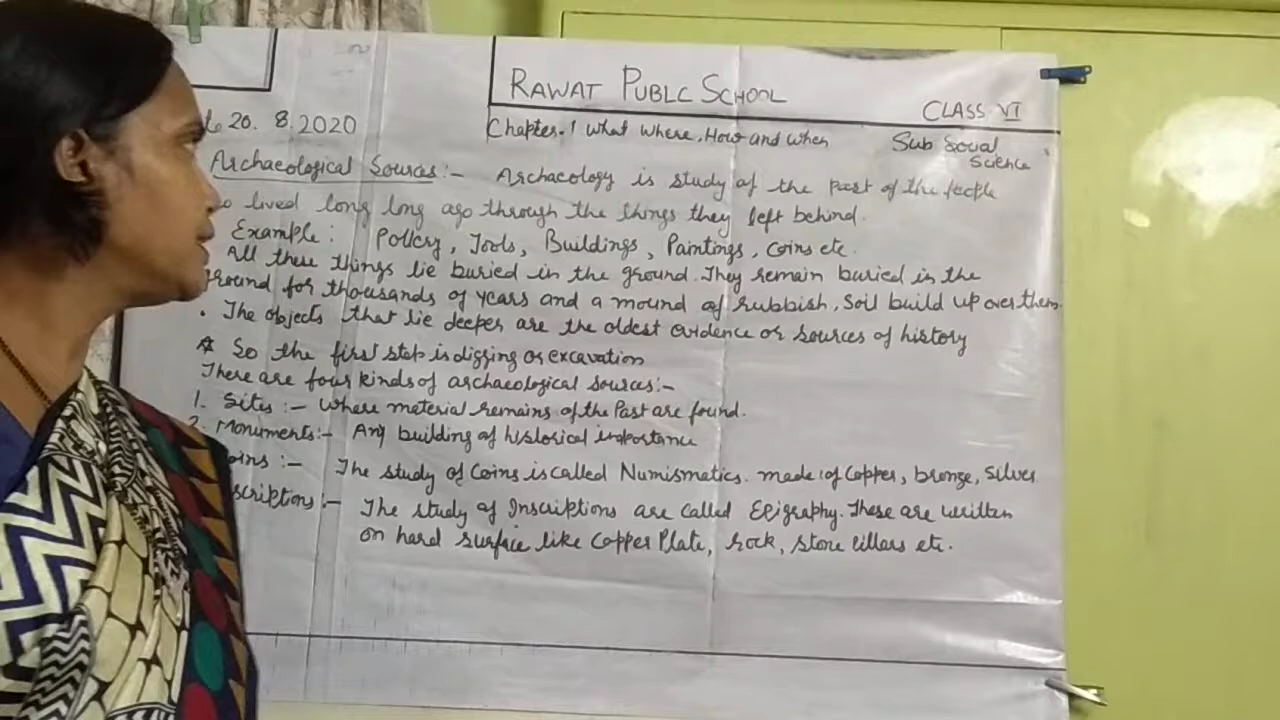 RAWAT PUBLC SCHOOL
CLASS VI
20. 8.2020
Chapter.1 What Where, How and When
Sub Social Science
Archaeological Sources:- Archaeology is study of the past of the people
lived long long ago through the things they left behind.
Example: Pottery, Tools, Buildings, Paintings, Coins etc.
All these things lie buried in the ground. They remain buried in the
ground for thousands of years and a mound of rubbish, Soil build up over them.
• The objects that lie deeper are the oldest evidence or sources of history
So the first step is digging or excavation
There are four kinds of archaeological sources:-
1. Sites:- Where material remains of the Past are found.
2. Monuments:- Any building of historical importance
oins:- The study of Coins is called Numismatics. made of Copper, bronze, Silver
scriptions:- The study of Inscriptions are called Epigraphy. These are written
on hard surface like Copper Plate, rock, stone pillars etc.